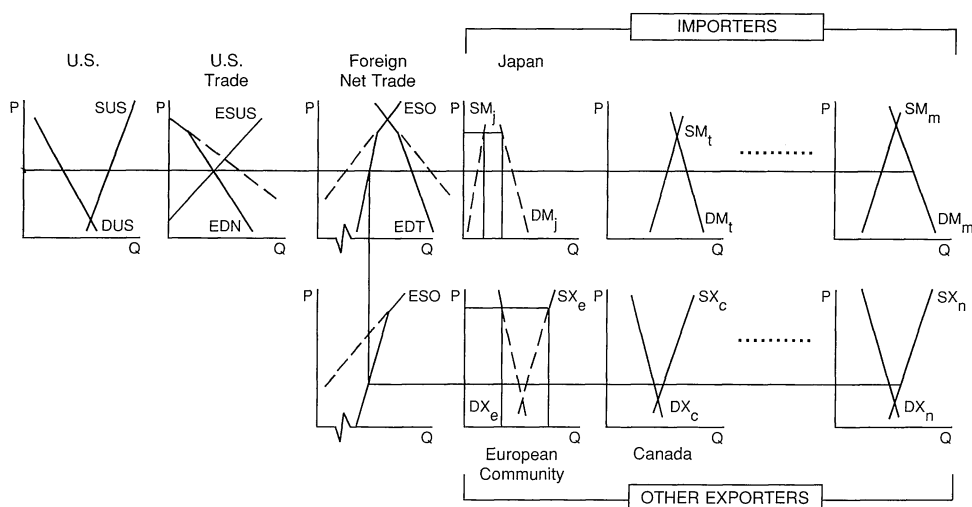 IMPORTERS
U.S.
U.S.
Trade
Foreign
Net Trade
Japan
P
SUS
DUS
Q
P
ESUS
EDN
Q
P
ESO
EDT
Q
P
SMj
DMj
Q
P
SMt
DMt
Q
P
SMm
DMm
Q
P
ESO
Q
P
SXe
DXe
Q
P
SXc
DXc
Q
P
SXn
DXn
Q
European
Community
Canada
OTHER EXPORTERS